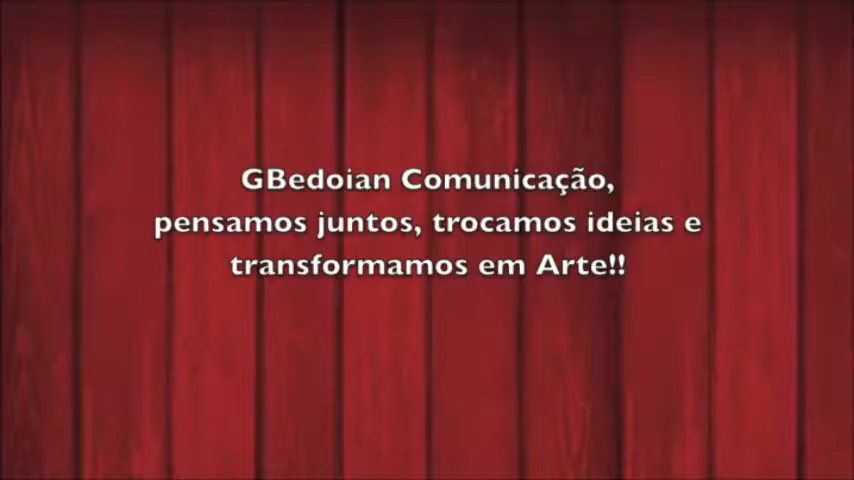 GBedoian Comunicação,
pensamos juntos, trocamos ideias e
transformamos em Arte!!